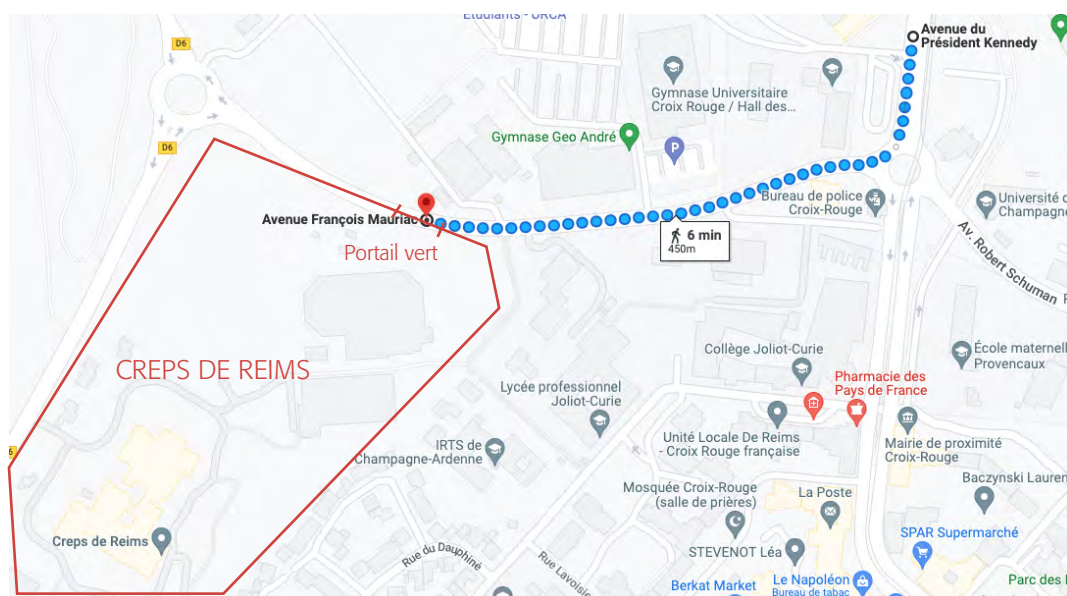 Etudiants - URCA
Avenue du
Président Kennedy
D6
Gymnase Universitaire
Croix Rouge / Hall des...
Gymnase Geo André
P
D6
Bureau de police
Croix-Rouge
Université d
Champagne
Avenue François Mauriac
6 min
450m
Portail vert
Av. Robert Schuman
CREPS DE REIMS
Collège Joliot-Curie
École maternel
Provencaux
Pharmacie des
Pays de France
Lycée professionnel
Joliot-Curie
Unité Locale De Reims
- Croix Rouge française
Mairie de proximité
Croix-Rouge
IRTS de
Champagne-Ardenne
6
Baczynski Lauren
Mosquée Croix-Rouge
(salle de prières)
La Poste
Creps de Reims
SPAR Supermarché
STEVENOT Léa
Rue du Dauphiné
Rue Lavoisie
Berkat Market
Le Napoléon
Bureau de tabac
Parc des